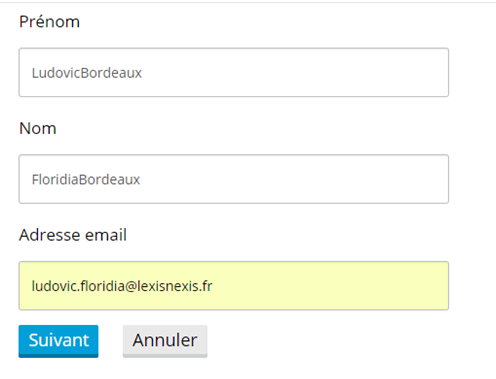 Prénom
LudovicBordeaux
Nom
FloridiaBordeaux
Adresse email
ludovic.floridia@lexisnexis.fr
Suivant Annuler